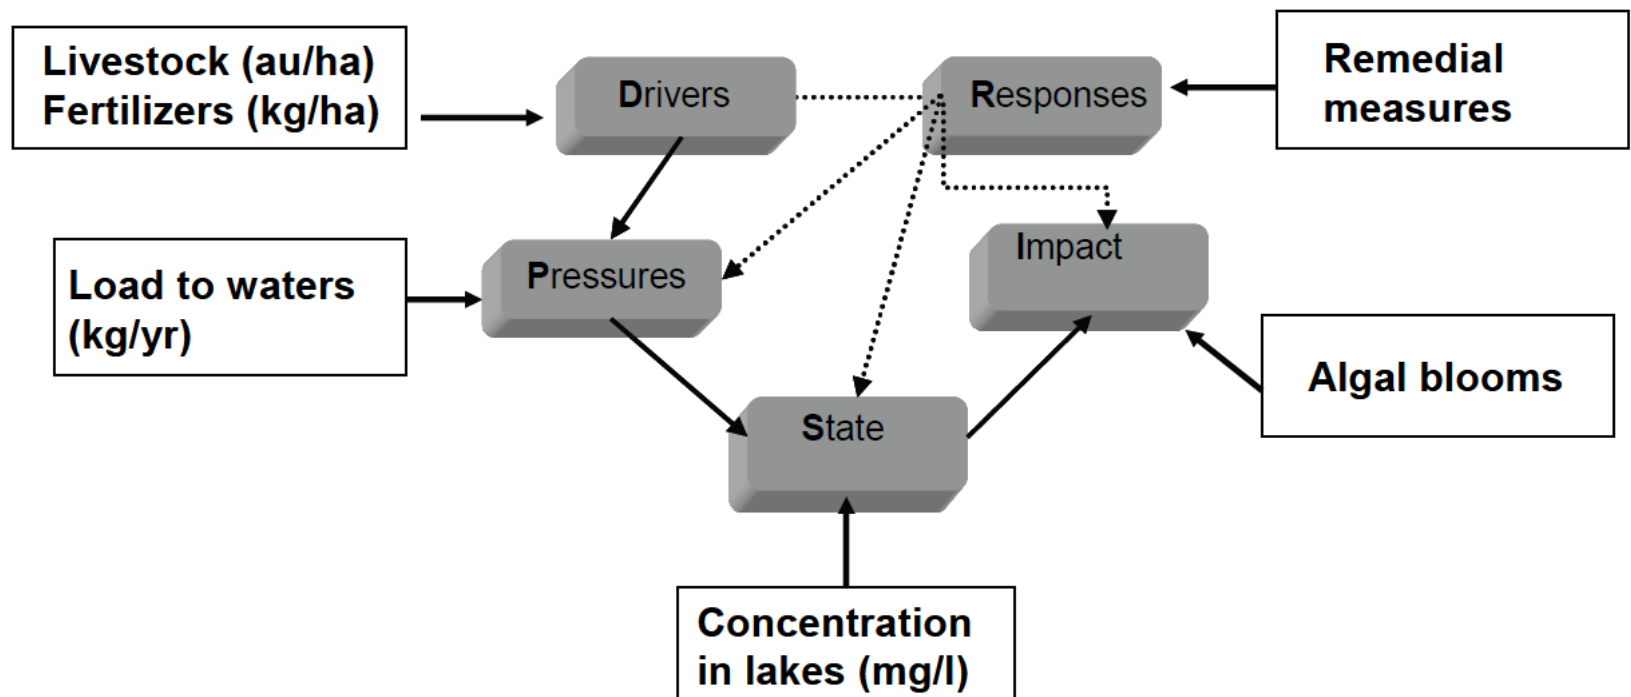 Livestock (au/ha)
Fertilizers (kg/ha)
Drivers
Responses
Remedial
measures
Load to waters
(kg/yr)
Pressures
Impact
Algal blooms
State
Concentration
in lakes (mg/l)